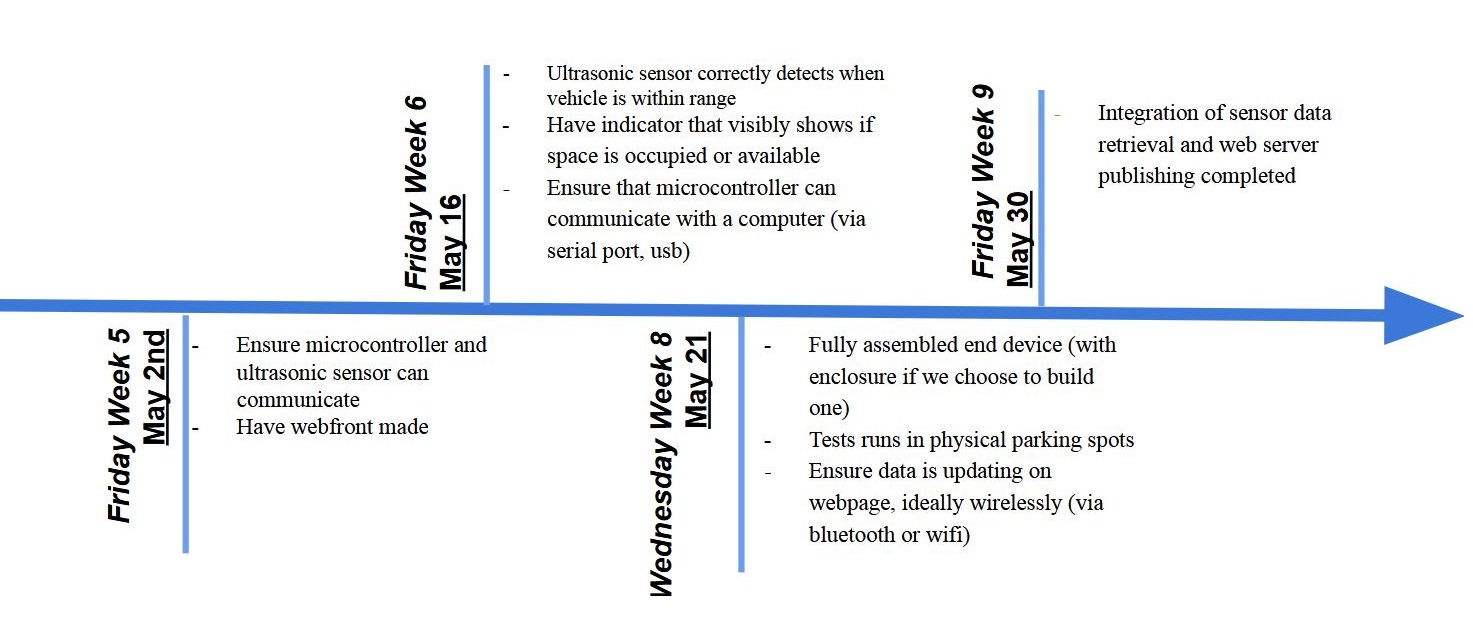 Friday Week 5
May 2nd
- Ensure microcontroller and
ultrasonic sensor can
communicate
- Have webfront made
Friday Week 6
May 16
- Ultrasonic sensor correctly detects when
vehicle is within range
- Have indicator that visibly shows if
space is occupied or available
- Ensure that microcontroller can
communicate with a computer (via
serial port, usb)
Wednesday Week 8
May 21
- Fully assembled end device (with
enclosure if we choose to build
one)
- Tests runs in physical parking spots
- Ensure data is updating on
webpage, ideally wirelessly (via
bluetooth or wifi)
Friday Week 9
May 30
- Integration of sensor data
retrieval and web server
publishing completed